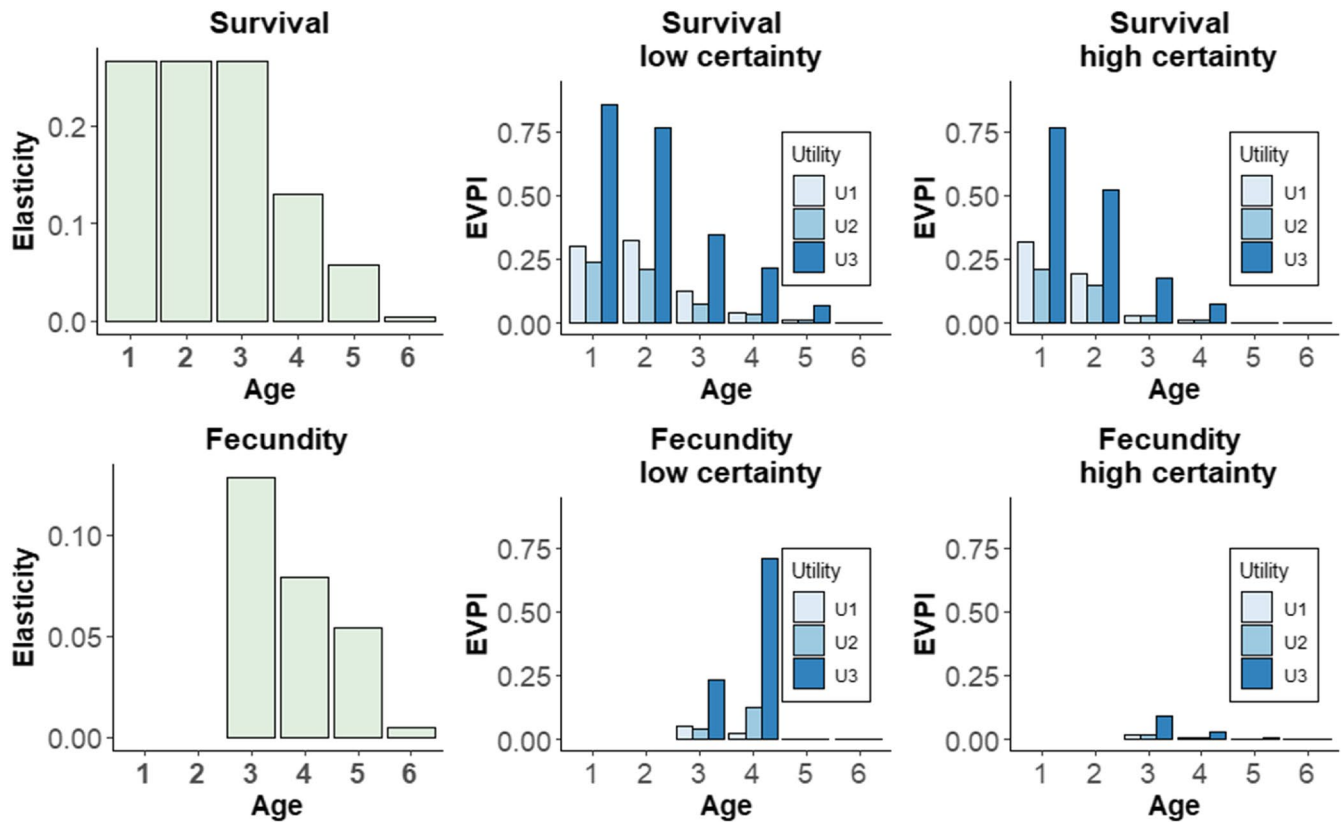 Survival
Elasticity
0.2
0.1
0.0
1 2 3 4 5 6
Age
Survival
low certainty
EVPI
0.75
0.50
0.25
0.00
Utility
U1
U2
U3
1 2 3 4 5 6
Age
Survival
high certainty
EVPI
0.75
0.50
0.25
0.00
Utility
U1
U2
U3
1 2 3 4 5 6
Age
Fecundity
Elasticity
0.10
0.05
0.00
1 2 3 4 5 6
Age
Fecundity
low certainty
EVPI
0.75
0.50
0.25
0.00
Utility
U1
U2
U3
1 2 3 4 5 6
Age
Fecundity
high certainty
EVPI
0.75
0.50
0.25
0.00
Utility
U1
U2
U3
1 2 3 4 5 6
Age